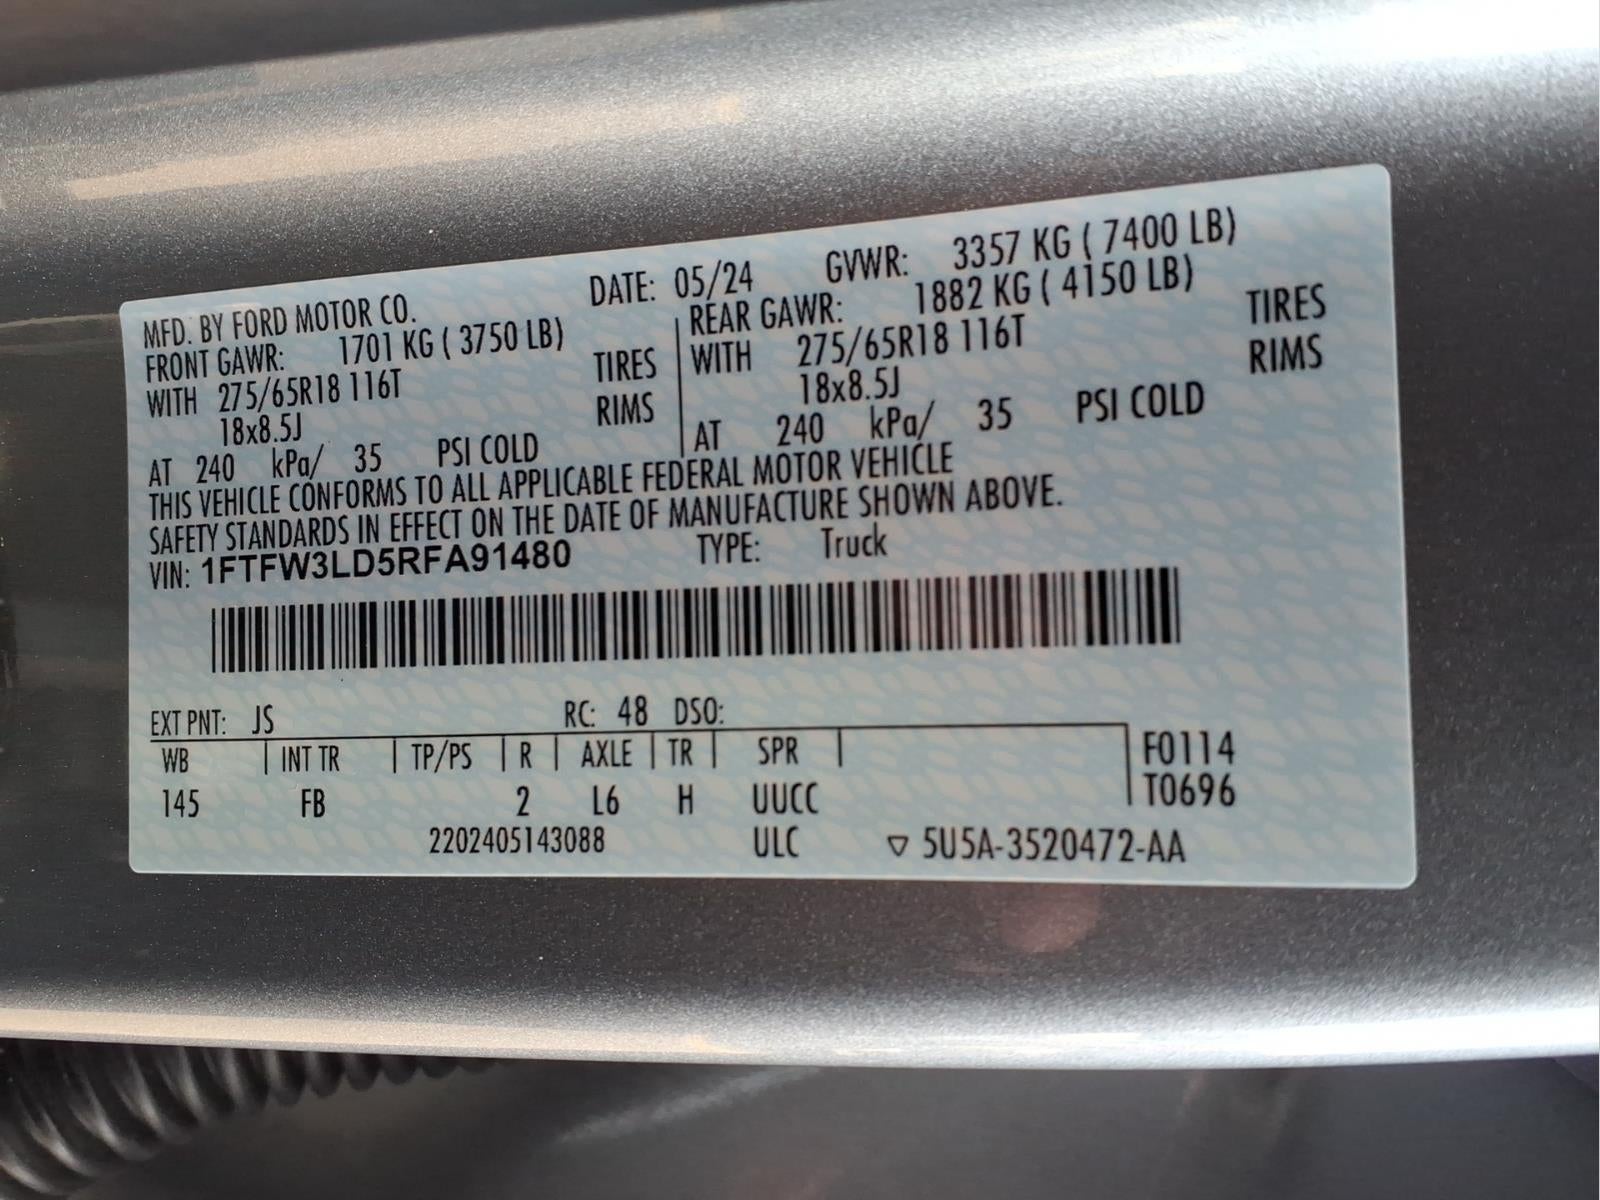 MFD. BY FORD MOTOR CO. DATE: 05/24 GVWR: 3357 KG ( 7400 LB)
FRONT GAWR: 1701 KG ( 3750 LB) REAR GAWR: 1882 KG ( 4150 LB)
WITH 275/65R18 116T TIRES WITH 275/65R18 116T TIRES
18x8.5J RIMS 18x8.5J RIMS
AT 240 kPa/ 35 PSI COLD AT 240 kPa/ 35 PSI COLD
THIS VEHICLE CONFORMS TO ALL APPLICABLE FEDERAL MOTOR VEHICLE
SAFETY STANDARDS IN EFFECT ON THE DATE OF MANUFACTURE SHOWN ABOVE.
VIN: 1FTFW3LD5RFA91480 TYPE: Truck
EXT PNT: JS RC: 48 DSO:
WB | INT TR | TP/PS | R | AXLE | TR | SPR | F0114
145 FB 2 L6 H UUCC T0696
2202405143088 ULC ▽ 5U5A-3520472-AA